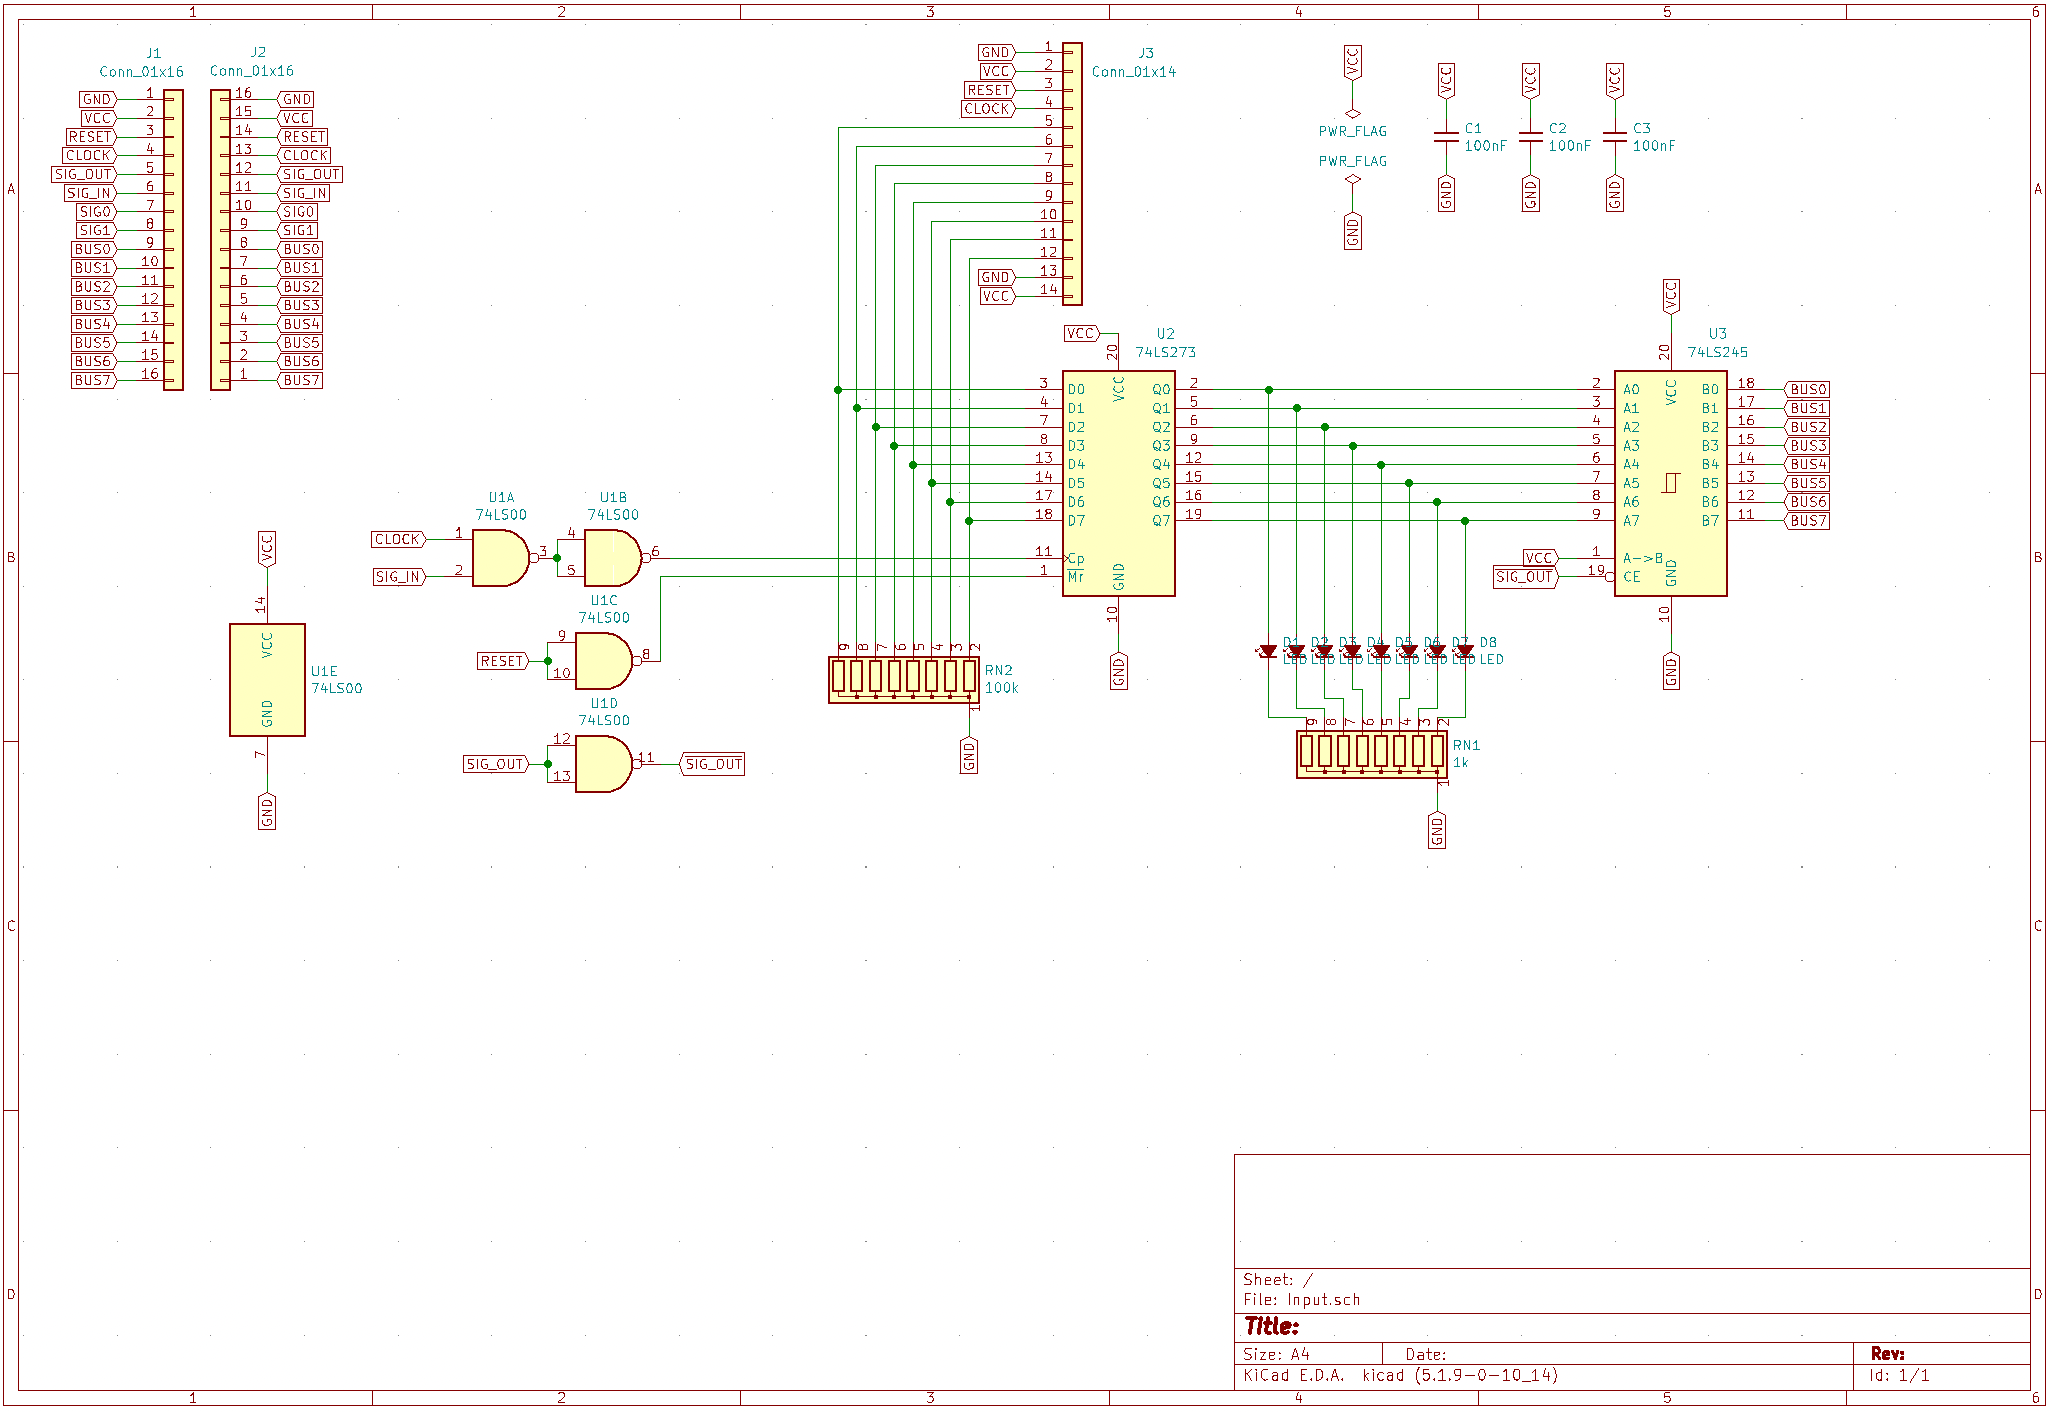 1 2 3 4 5 6
A
B
C
D
J1
Conn_01x16
GND 1
VCC 2
RESET 3
CLOCK 4
SIG_OUT 5
SIG_IN 6
SIG0 7
SIG1 8
BUS0 9
BUS1 10
BUS2 11
BUS3 12
BUS4 13
BUS5 14
BUS6 15
BUS7 16
J2
Conn_01x16
16 GND
15 VCC
14 RESET
13 CLOCK
12 SIG_OUT
11 SIG_IN
10 SIG0
9 SIG1
8 BUS0
7 BUS1
6 BUS2
5 BUS3
4 BUS4
3 BUS5
2 BUS6
1 BUS7
J3
Conn_01x14
GND 1
VCC 2
RESET 3
CLOCK 4
5
6
7
8
9
10
11
12
GND 13
VCC 14
VCC
PWR_FLAG
PWR_FLAG
GND
VCC
C1
100nF
GND
VCC
C2
100nF
GND
VCC
C3
100nF
GND
VCC
14
VCC
U1E
74LS00
GND
7
GND
U1A
74LS00
CLOCK 1
SIG_IN 2
3
U1B
74LS00
4
5
6
U1C
74LS00
RESET
9
10
8
U1D
74LS00
SIG_OUT
12
13
11
SIG_OUT
9 8 7 6 5 4 3 2
RN2
100k
1
GND
VCC
20
U2
74LS273
VCC
3 D0 Q0 2
4 D1 Q1 5
7 D2 Q2 6
8 D3 Q3 9
13 D4 Q4 12
14 D5 Q5 15
17 D6 Q6 16
18 D7 Q7 19
11 Cp
1 Mr
GND
10
GND
D1 D2 D3 D4 D5 D6 D7 D8
LED LED LED LED LED LED LED LED
9 8 7 6 5 4 3 2
RN1
1k
1
GND
VCC
20
U3
74LS245
VCC
2 A0 B0 18 BUS0
3 A1 B1 17 BUS1
4 A2 B2 16 BUS2
5 A3 B3 15 BUS3
6 A4 B4 14 BUS4
7 A5 B5 13 BUS5
8 A6 B6 12 BUS6
9 A7 B7 11 BUS7
VCC 1 A->B
SIG_OUT 19 CE
GND
10
GND
Sheet: /
File: Input.sch
Title:
Size: A4 Date: Rev:
KiCad E.D.A. kicad (5.1.9-0-10_14) Id: 1/1
A
B
C
D
1 2 3 4 5 6